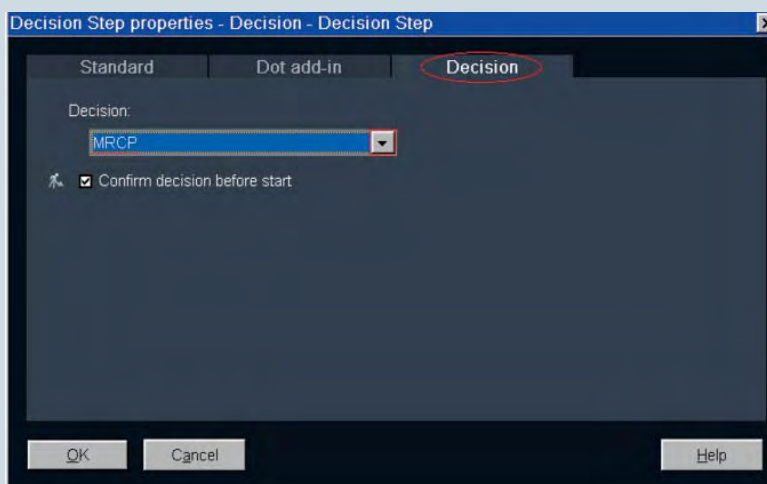 Decision Step properties - Decision - Decision Step
Standard Dot add-in Decision
Decision:
MRCP
Confirm decision before start
OK Cancel Help